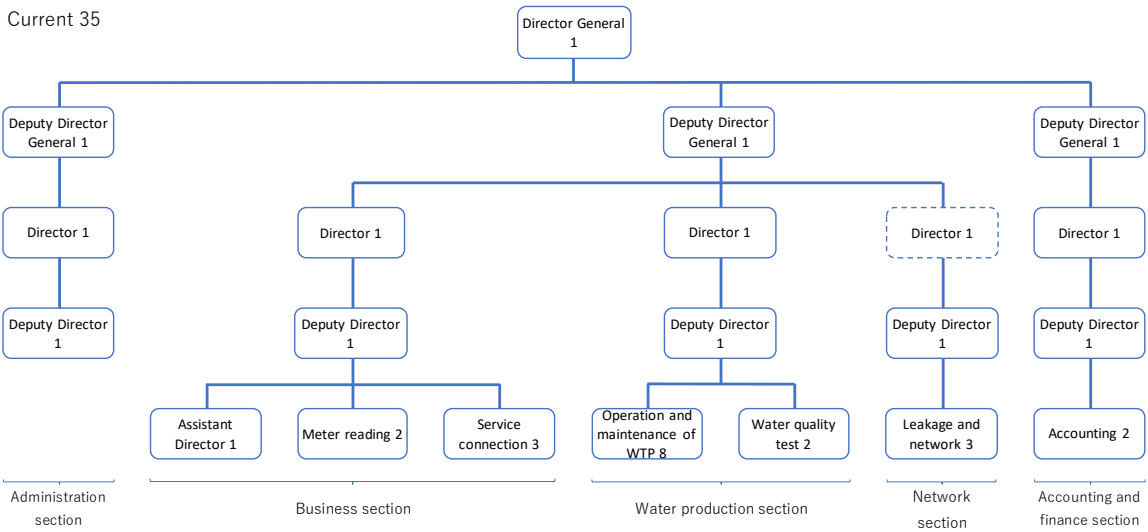 Current 35
Director General
1
Deputy Director
General 1
Deputy Director
General 1
Deputy Director
General 1
Director 1
Director 1
Director 1
Director 1
Director 1
Deputy Director
1
Deputy Director
1
Deputy Director
1
Deputy Director
1
Deputy Director
1
Assistant
Director 1
Meter reading 2
Service
connection 3
Operation and
maintenance of
WTP 8
Water quality
test 2
Leakage and
network 3
Accounting 2
Administration
section
Business section
Water production section
Network
section
Accounting and
finance section